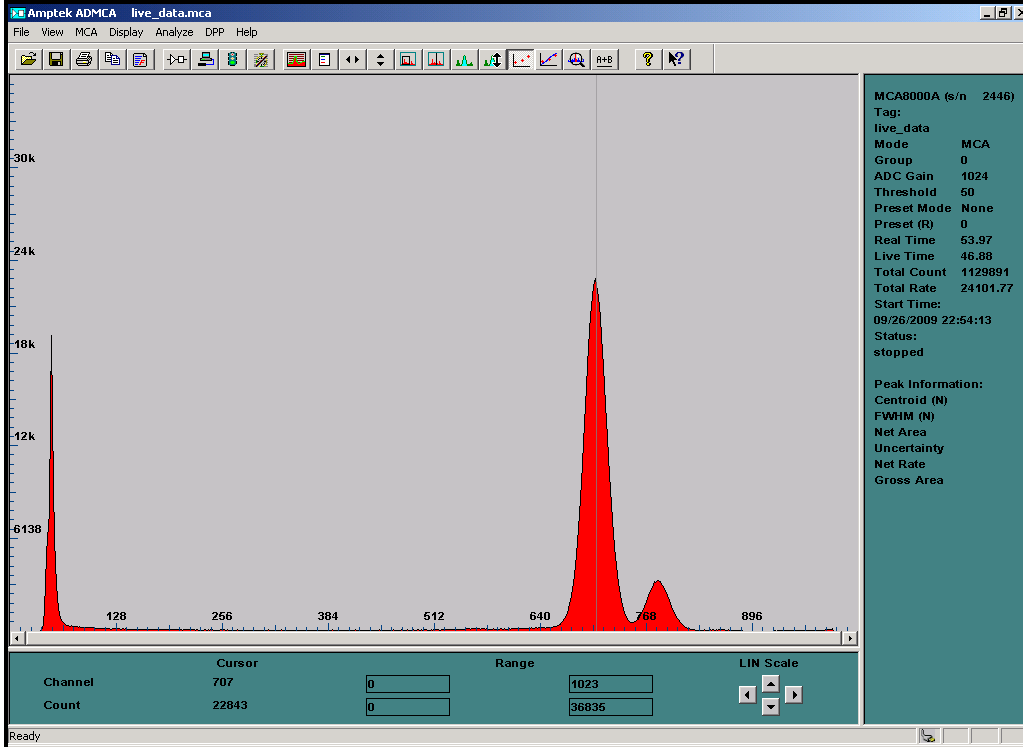 Amptek ADMCA live_data.mca
File View MCA Display Analyze DPP Help
A+B
30k
24k
18k
12k
6138
128 256 384 512 640 768 896
MCA8000A (s/n 2446)
Tag:
live_data
Mode MCA
Group 0
ADC Gain 1024
Threshold 50
Preset Mode None
Preset (R) 0
Real Time 53.97
Live Time 46.88
Total Count 1129891
Total Rate 24101.77
Start Time:
09/26/2009 22:54:13
Status:
stopped
Peak Information:
Centroid (N)
FWHM (N)
Net Area
Uncertainty
Net Rate
Gross Area
Cursor Range LIN Scale
Channel 707 0 1023
Count 22843 0 36835
Ready